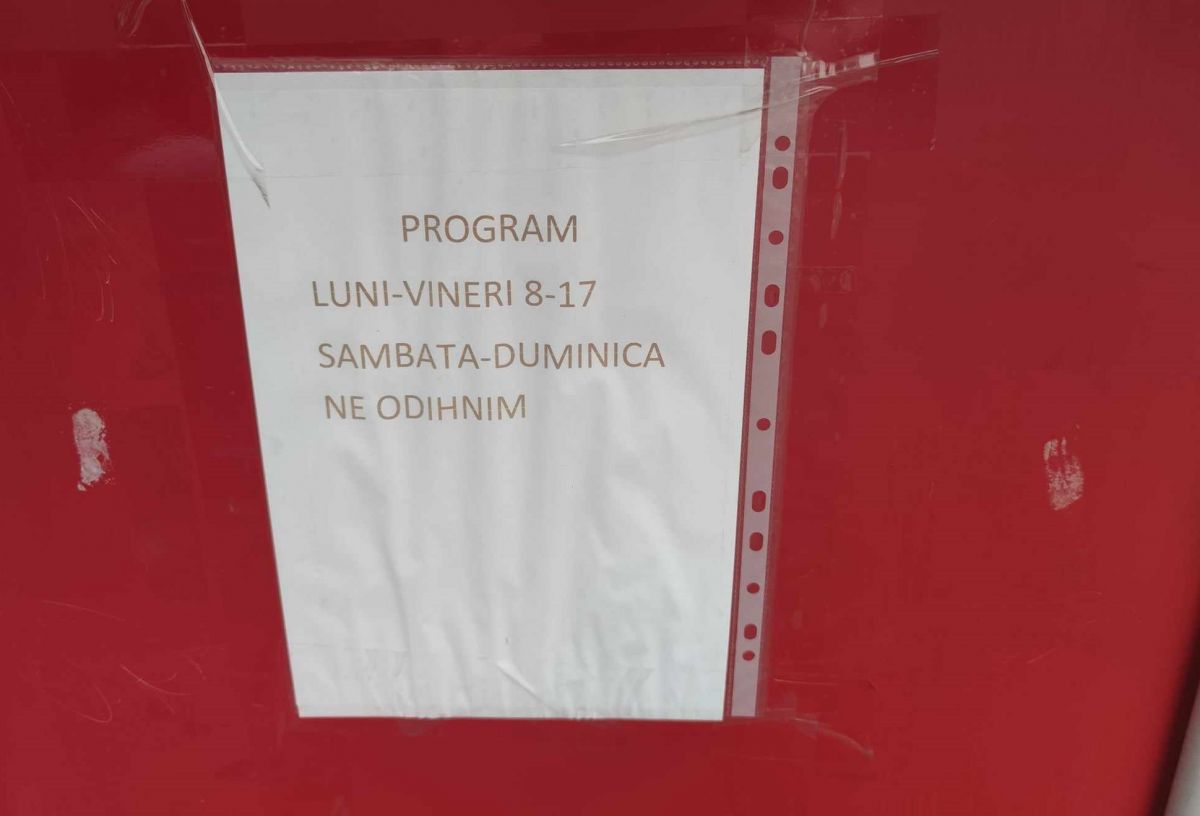 PROGRAM
LUNI-VINERI 8-17
SAMBATA-DUMINICA
NE ODIHNIM